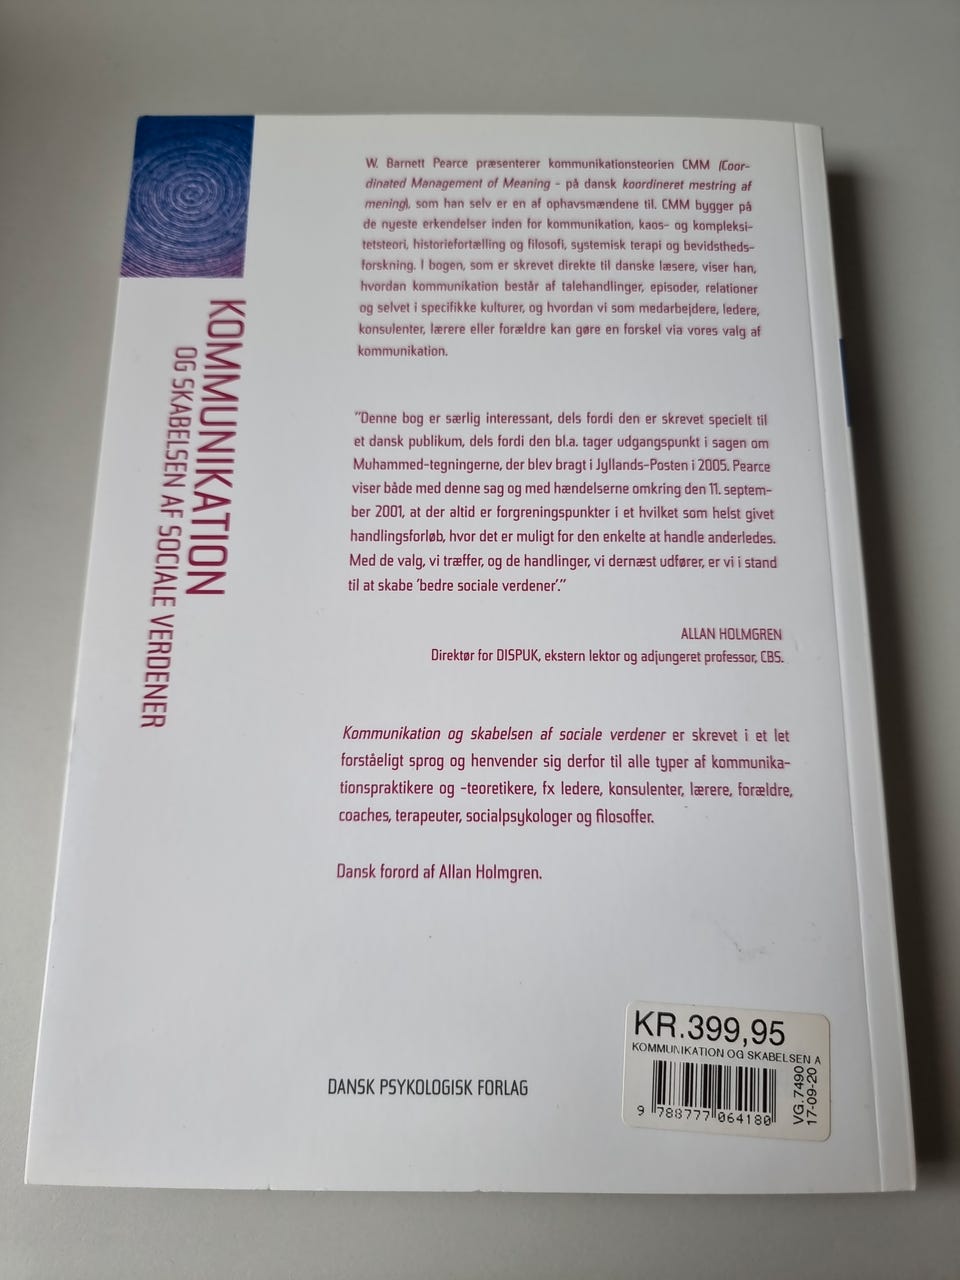 KOMMUNIKATION
OG SKABELSEN AF SOCIALE VERDENER
W. Barnett Pearce præsenterer kommunikationsteorien CMM (Coor-
dinated Management of Meaning - på dansk koordineret mestring af
mening), som han selv er en af ophavsmændene til. CMM bygger på
de nyeste erkendelser inden for kommunikation, kaos- og kompleksi-
tetsteori, historiefortælling og filosofi, systemisk terapi og bevidstheds-
forskning. I bogen, som er skrevet direkte til danske læsere, viser han,
hvordan kommunikation består af talehandlinger, episoder, relationer
og selvet i specifikke kulturer, og hvordan vi som medarbejdere, ledere,
konsulenter, lærere eller forældre kan gøre en forskel via vores valg af
kommunikation.
"Denne bog er særlig interessant, dels fordi den er skrevet specielt til
et dansk publikum, dels fordi den bl.a. tager udgangspunkt i sagen om
Muhammed-tegningerne, der blev bragt i Jyllands-Posten i 2005. Pearce
viser både med denne sag og med hændelserne omkring den 11. septem-
ber 2001, at der altid er forgreningspunkter i et hvilket som helst givet
handlingsforløb, hvor det er muligt for den enkelte at handle anderledes.
Med de valg, vi træffer, og de handlinger, vi dernæst udfører, er vi i stand
til at skabe 'bedre sociale verdener'."
ALLAN HOLMGREN
Direktør for DISPUK, ekstern lektor og adjungeret professor, CBS.
Kommunikation og skabelsen af sociale verdener er skrevet i et let
forståeligt sprog og henvender sig derfor til alle typer af kommunika-
tionspraktikere og -teoretikere, fx ledere, konsulenter, lærere, forældre,
coaches, terapeuter, socialpsykologer og filosoffer.
Dansk forord af Allan Holmgren.
DANSK PSYKOLOGISK FORLAG
KR.399,95
KOMMUNIKATION OG SKABELSEN A
9 788777 064180
VG.7490
17-09-20